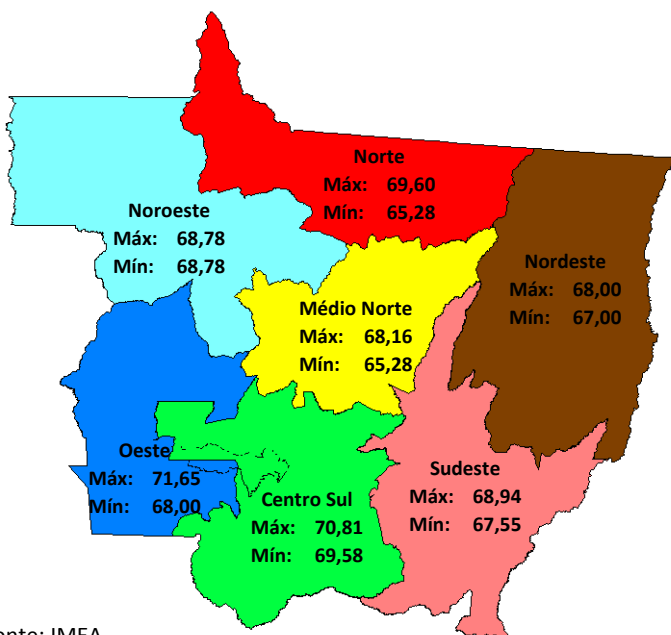 Norte
Máx: 69,60
Mín: 65,28
Noroeste
Máx: 68,78
Mín: 68,78
Nordeste
Máx: 68,00
Mín: 67,00
Médio Norte
Máx: 68,16
Mín: 65,28
Oeste
Máx: 71,65
Mín: 68,00
Sudeste
Máx: 68,94
Mín: 67,55
Centro Sul
Máx: 70,81
Mín: 69,58
onte: IMEA